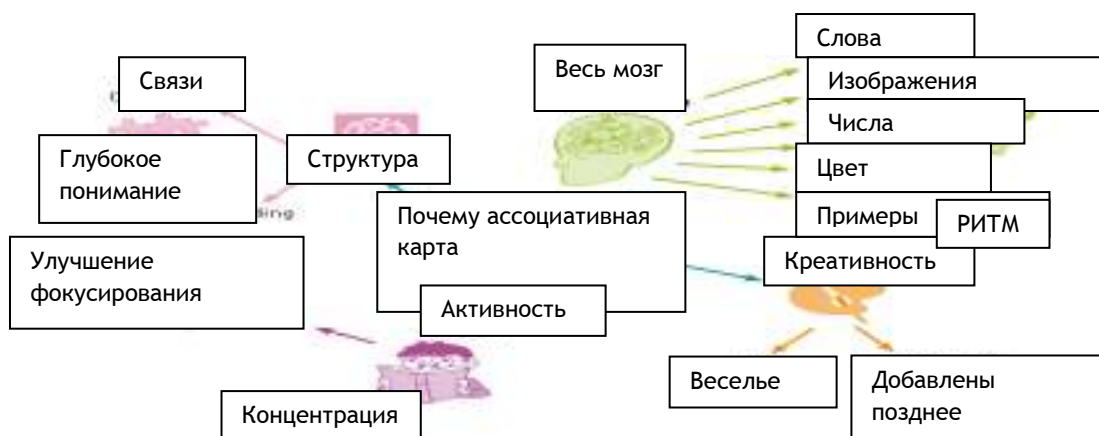 Слова
Весь мозг
Изображения
Связи
Числа
Глубокое
понимание
Структура
Цвет
Почему ассоциативная
карта
Примеры
РИТМ
Улучшение
фокусирования
Креативность
Активность
Веселье
Добавлены
позднее
Концентрация